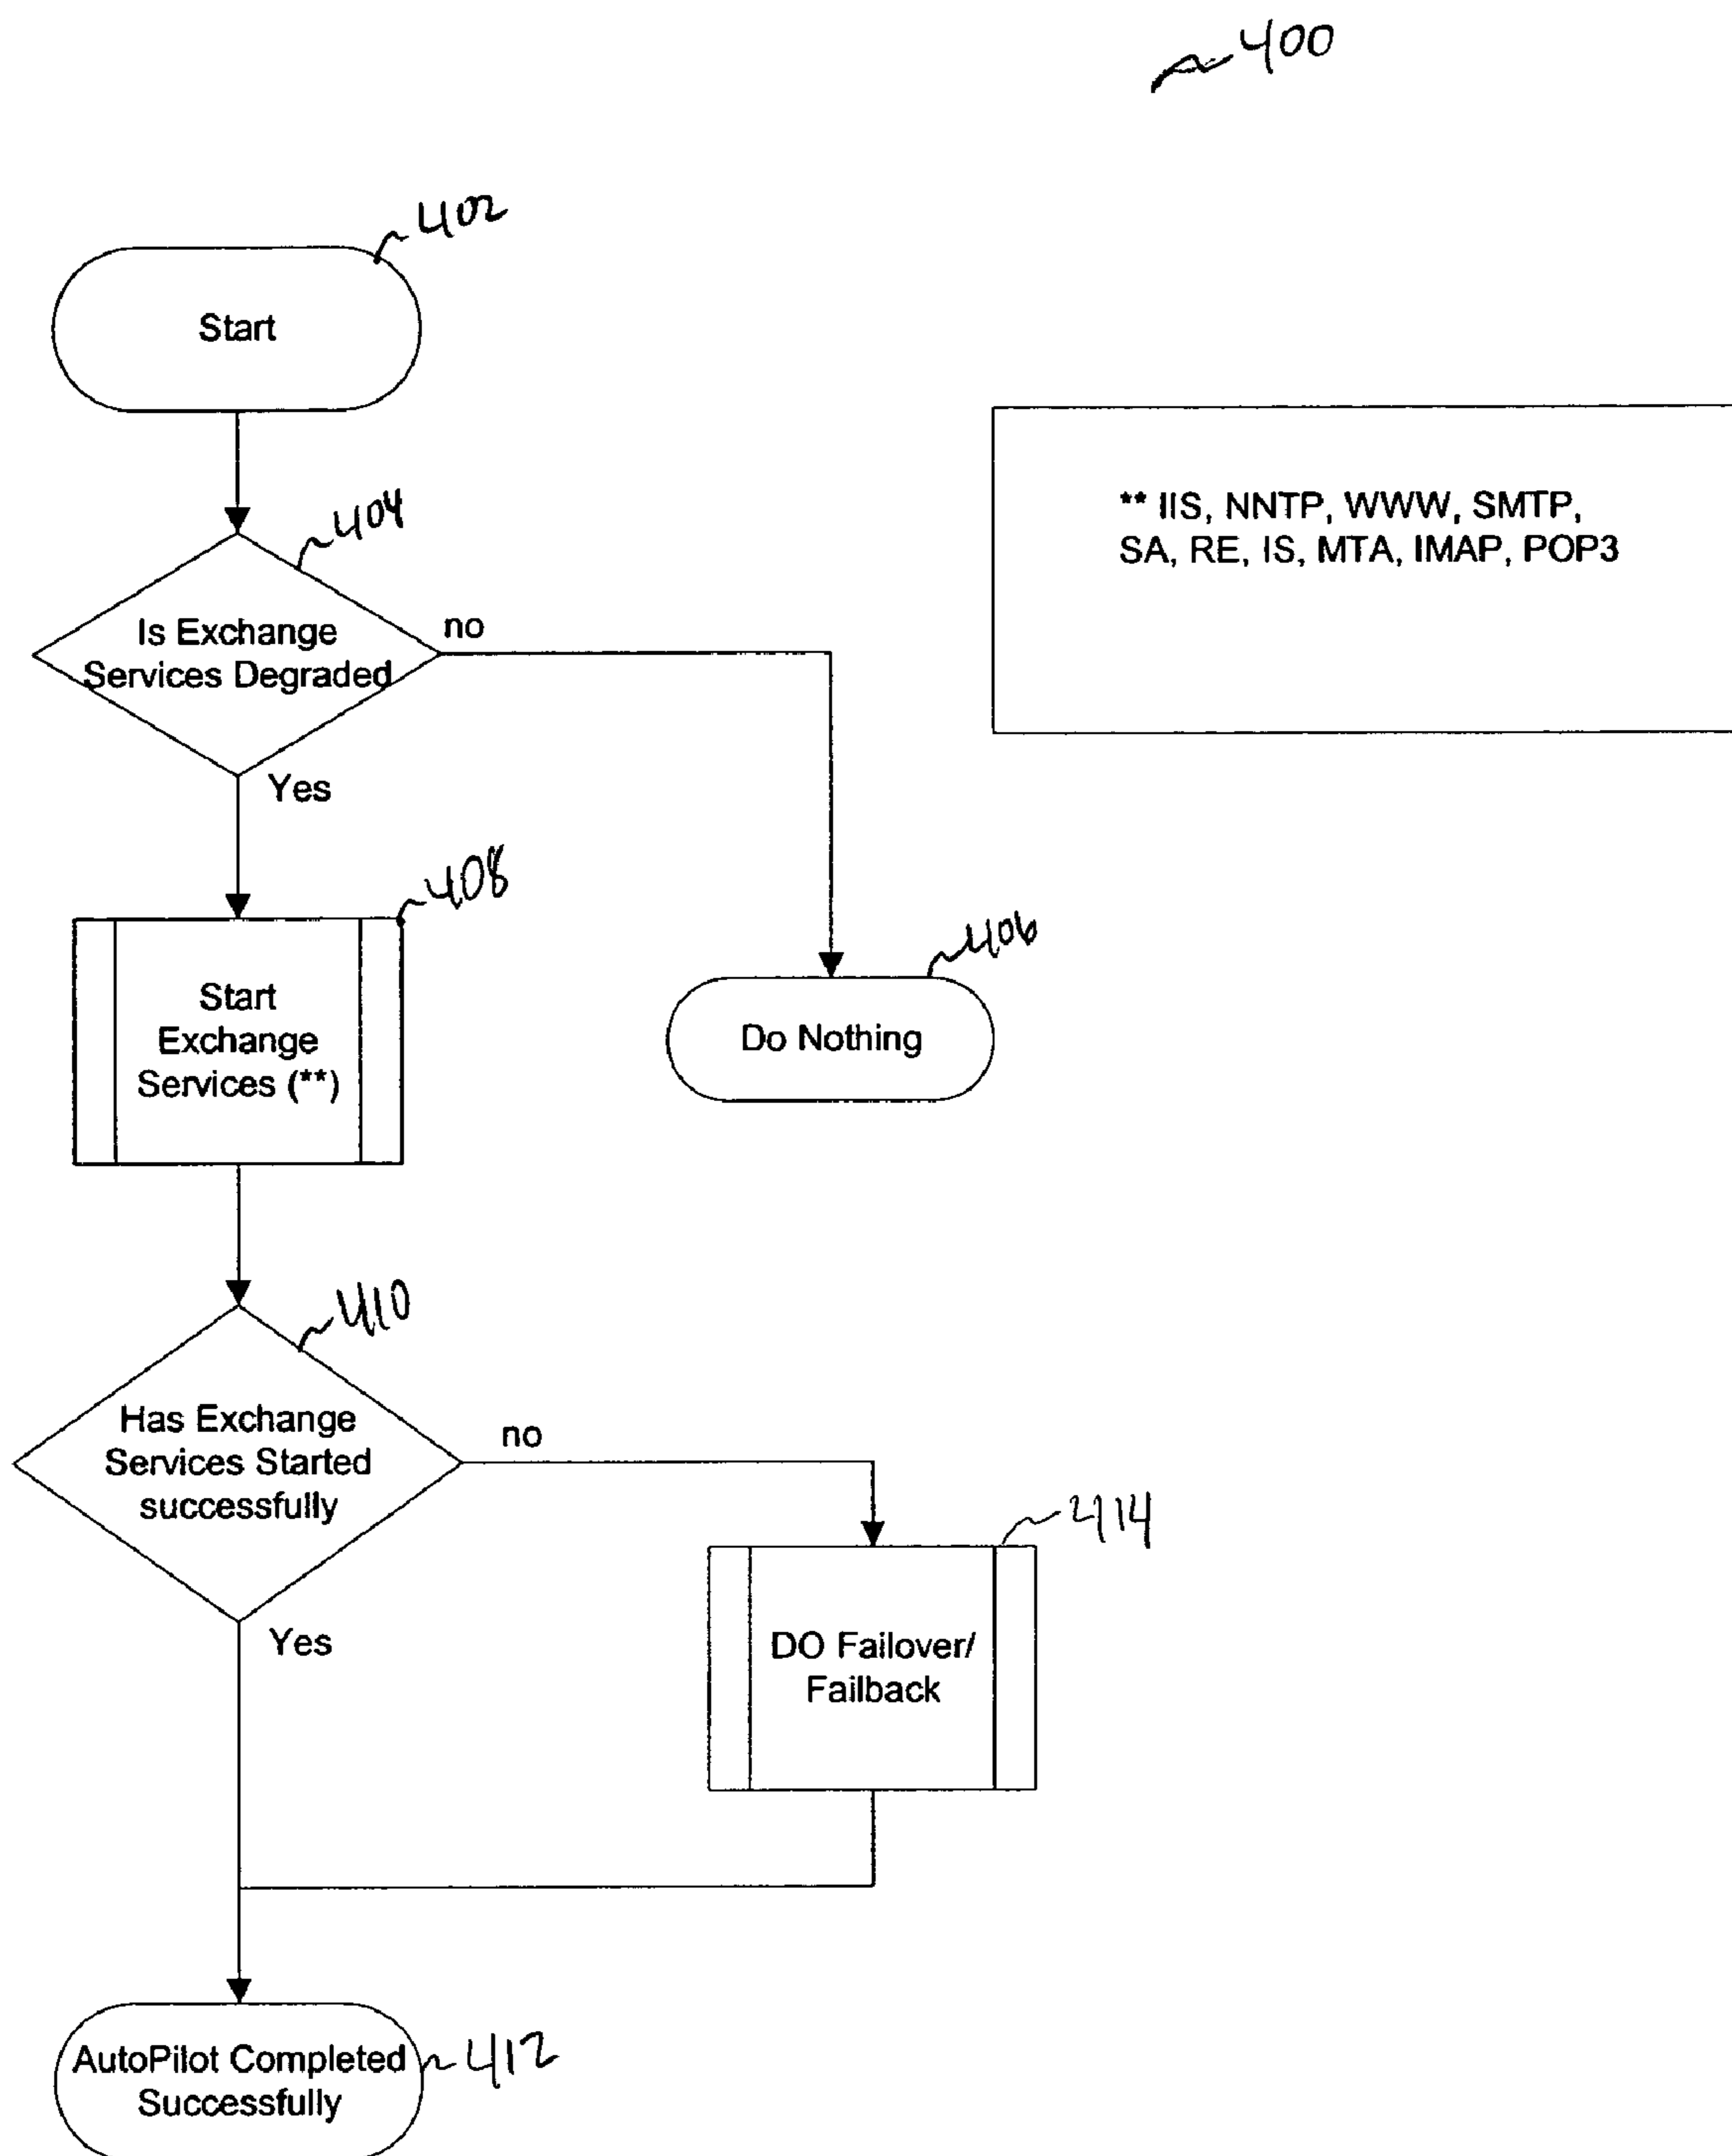 400
402
Start
** IIS, NNTP, WWW, SMTP,
SA, RE, IS, MTA, IMAP, POP3
404
Is Exchange
Services Degraded
no
Yes
408
Start
Exchange
Services (**)
406
Do Nothing
410
Has Exchange
Services Started
successfully
no
Yes
414
DO Failover/
Failback
AutoPilot Completed
Successfully
412